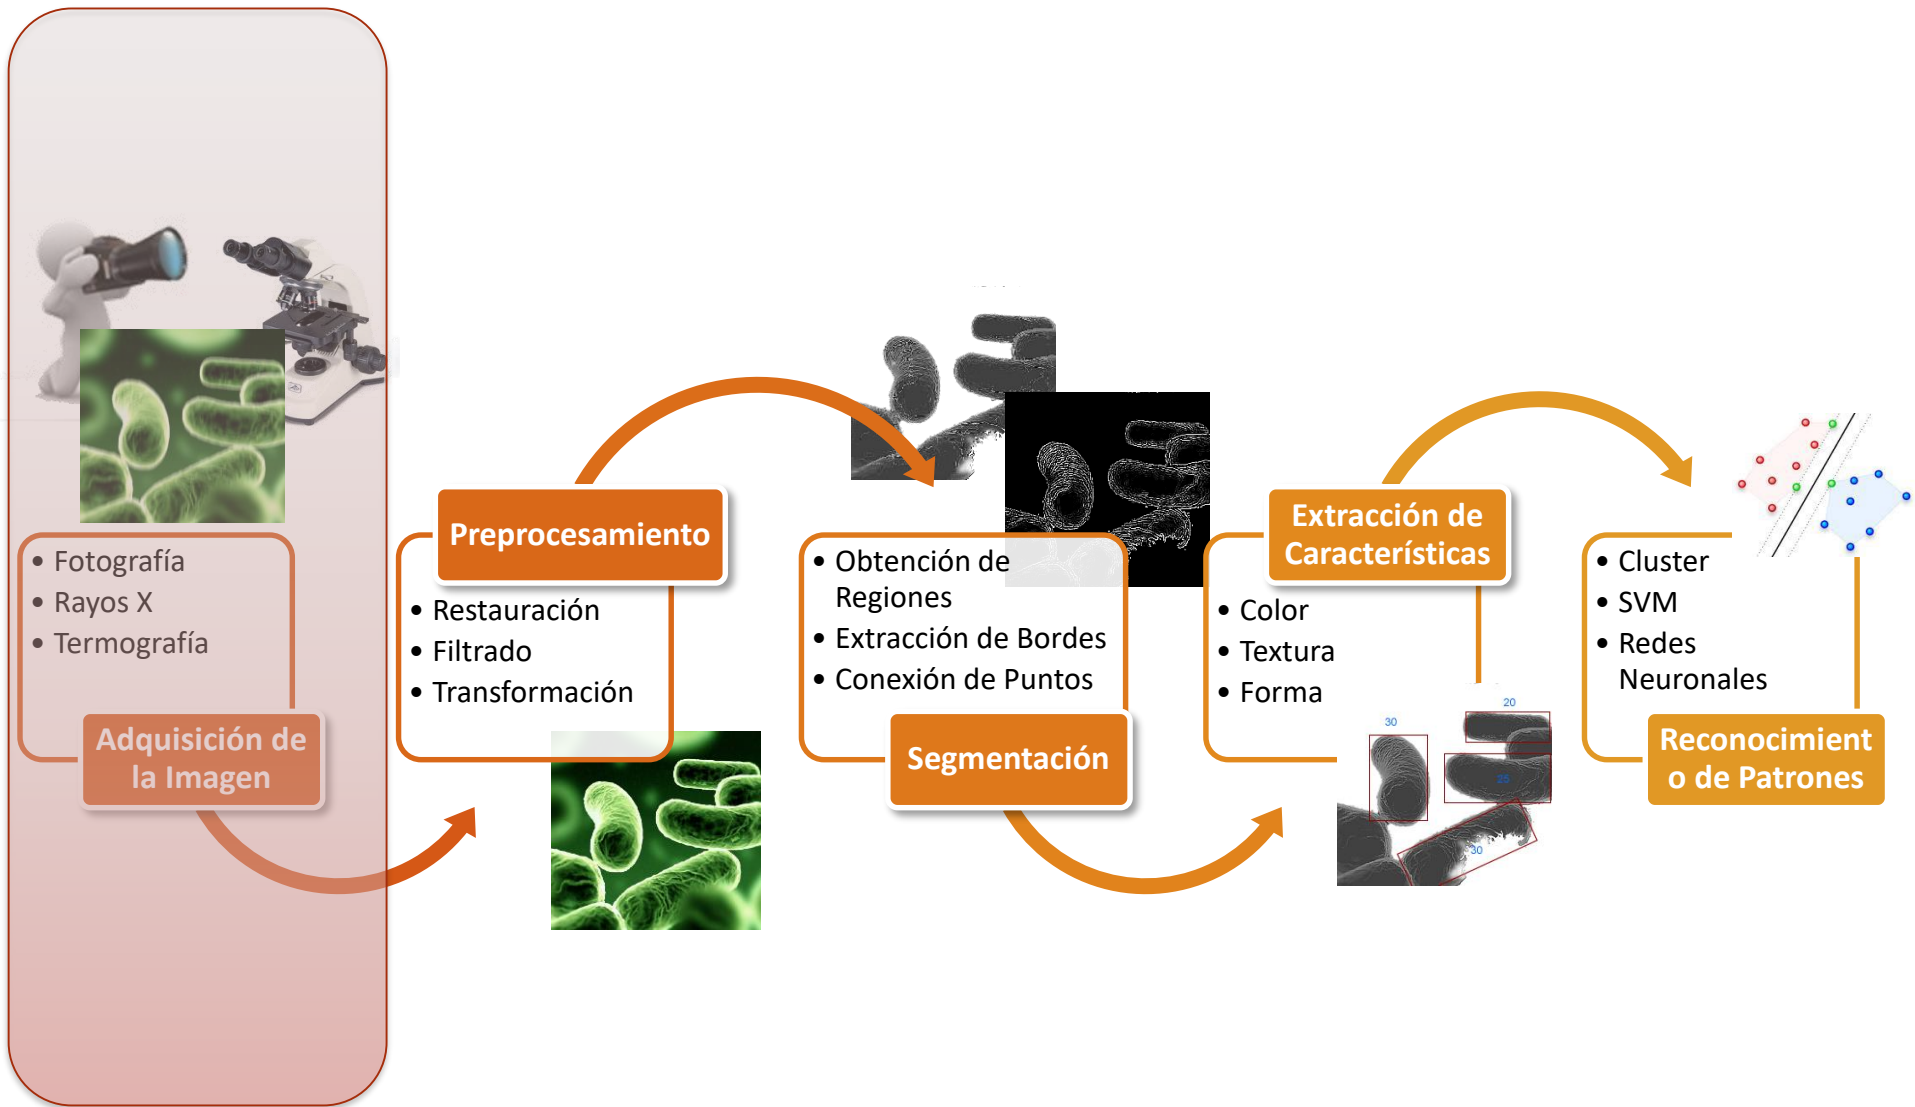 • Fotografía
• Rayos X
• Termografía
Adquisición de
la Imagen
Preprocesamiento
• Restauración
• Filtrado
• Transformación
• Obtención de
Regiones
• Extracción de Bordes
• Conexión de Puntos
Segmentación
Extracción de
Características
• Color
• Textura
• Forma
20
30
25
30
• Cluster
• SVM
• Redes
Neuronales
Reconocimient
o de Patrones